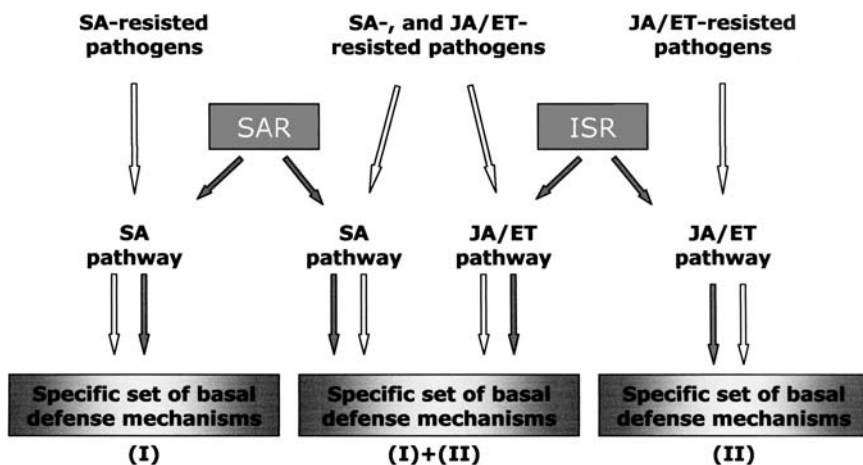 SA-resisted
pathogens
SA-, and JA/ET-
resisted pathogens
JA/ET-resisted
pathogens
SAR
ISR
SA
pathway
SA
pathway
JA/ET
pathway
JA/ET
pathway
Specific set of basal
defense mechanisms
(I)
Specific set of basal
defense mechanisms
(I)+(II)
Specific set of basal
defense mechanisms
(II)